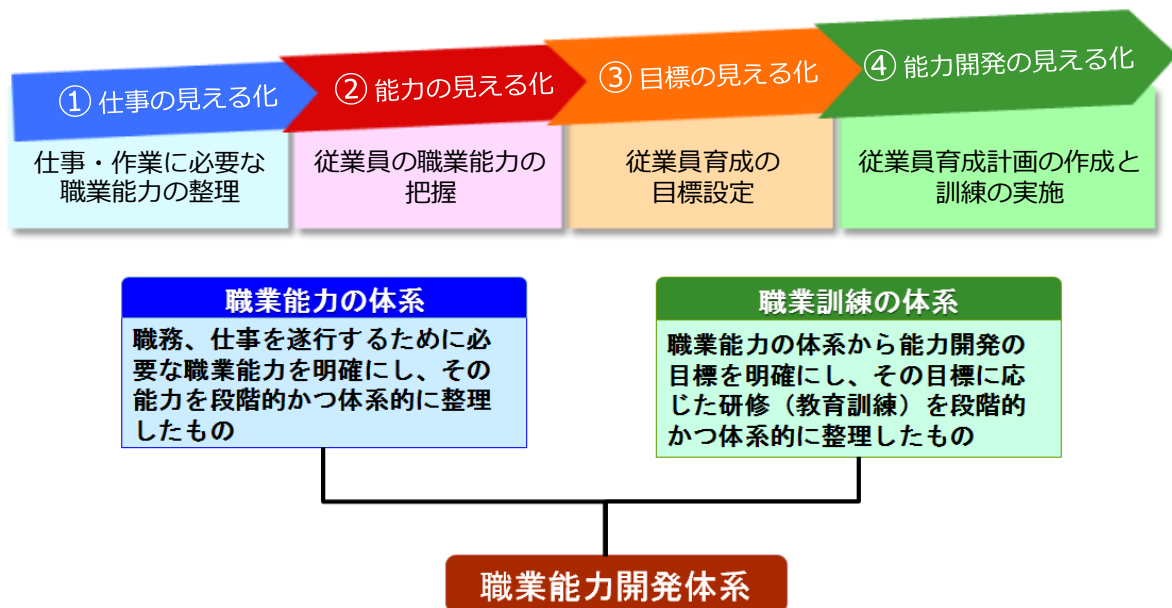 ① 仕事の見える化
② 能力の見える化
③ 目標の見える化
④ 能力開発の見える化
仕事・作業に必要な
職業能力の整理
従業員の職業能力の
把握
従業員育成の
目標設定
従業員育成計画の作成と
訓練の実施
職業能力の体系
職務、仕事を遂行するために必
要な職業能力を明確にし、その
能力を段階的かつ体系的に整理
したもの
職業訓練の体系
職業能力の体系から能力開発の
目標を明確にし、その目標に応
じた研修（教育訓練）を段階的
かつ体系的に整理したもの
職業能力開発体系